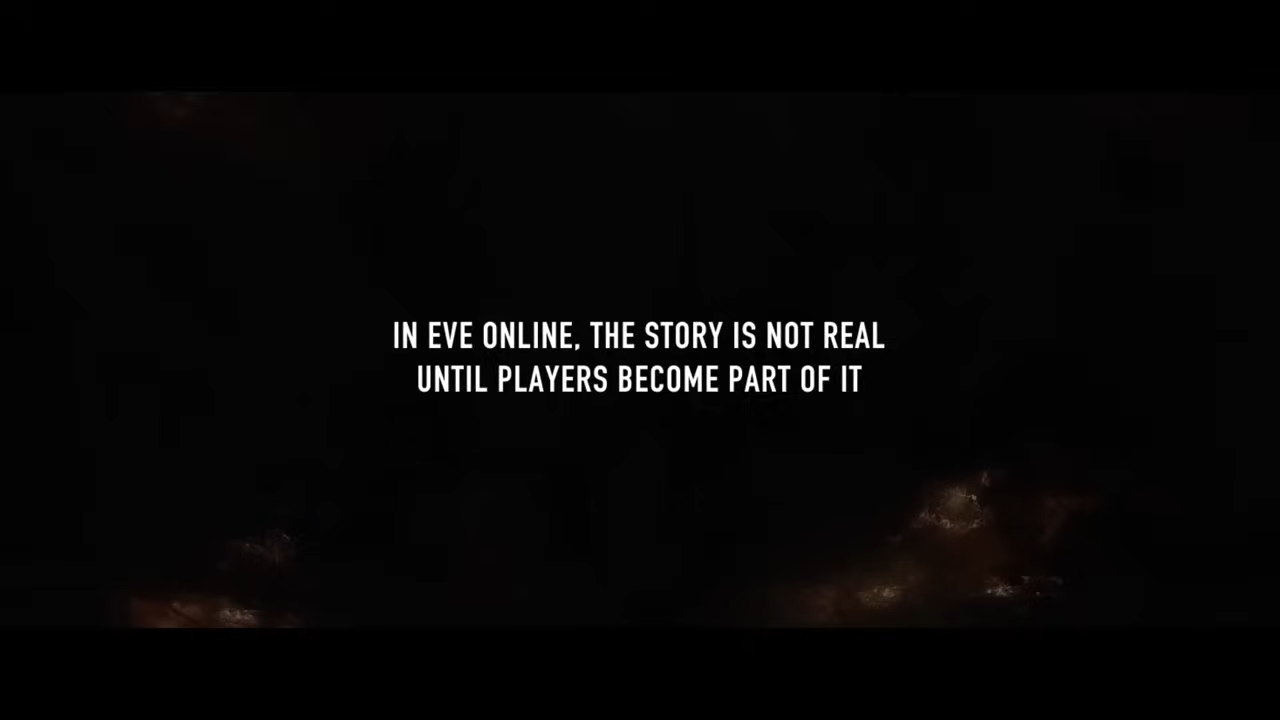 IN EVE ONLINE, THE STORY IS NOT REAL
UNTIL PLAYERS BECOME PART OF IT